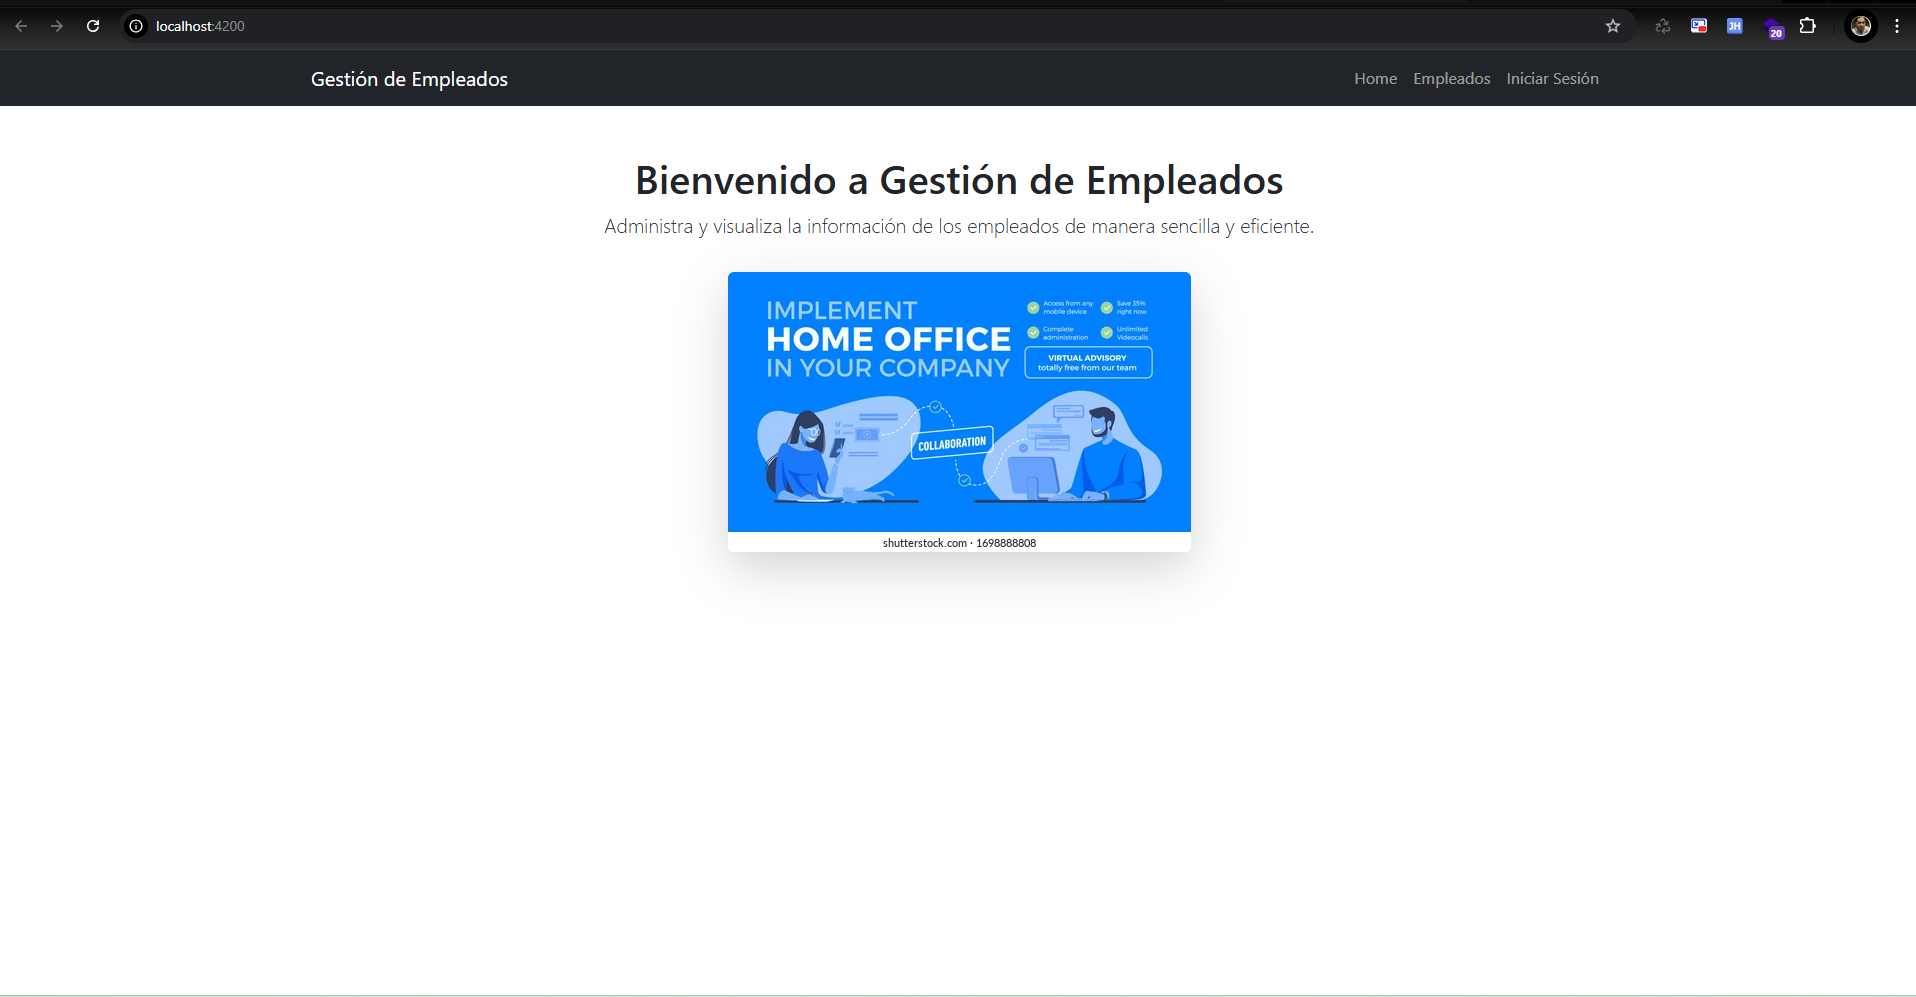 localhost:4200
JH
20
Gestión de Empleados
Home Empleados Iniciar Sesión
Bienvenido a Gestión de Empleados
Administra y visualiza la información de los empleados de manera sencilla y eficiente.
IMPLEMENT
HOME OFFICE
IN YOUR COMPANY
Access from any
mobile device
Save 35%
right now
Complete
administration
Unlimited
Videocalls
VIRTUAL ADVISORY
totally free from our team
COLLABORATION
shutterstock.com · 1698888808